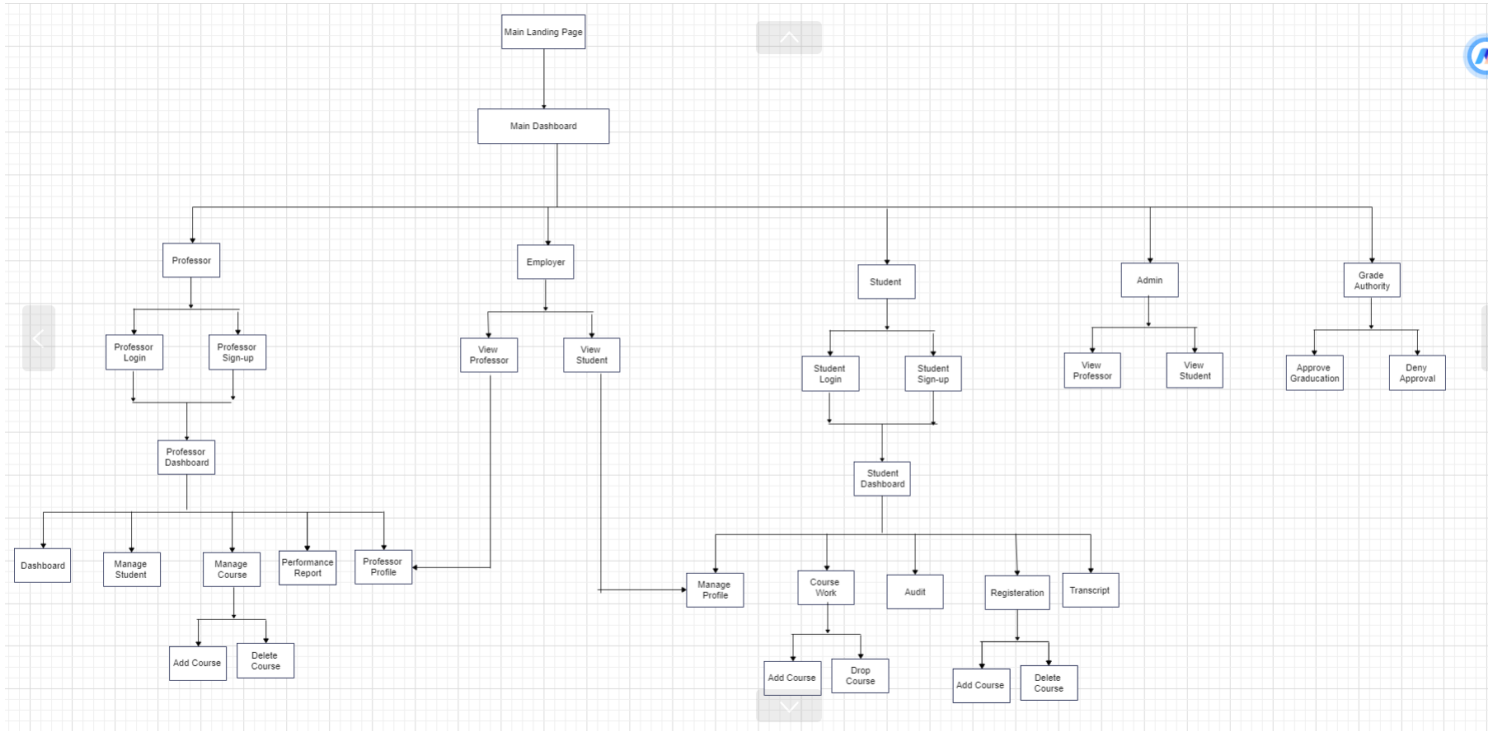 Main Landing Page
Main Dashboard
Professor
Employer
Student
Admin
Grade
Authority
Professor
Login
Professor
Sign-up
View
Professor
View
Student
Student
Login
Student
Sign-up
View
Professor
View
Student
Approve
Graducation
Deny
Approval
Professor
Dashboard
Student
Dashboard
Dashboard
Manage
Student
Manage
Course
Performance
Report
Professor
Profile
Manage
Profile
Course
Work
Audit
Registeration
Transcript
Add Course
Delete
Course
Add Course
Drop
Course
Add Course
Delete
Course